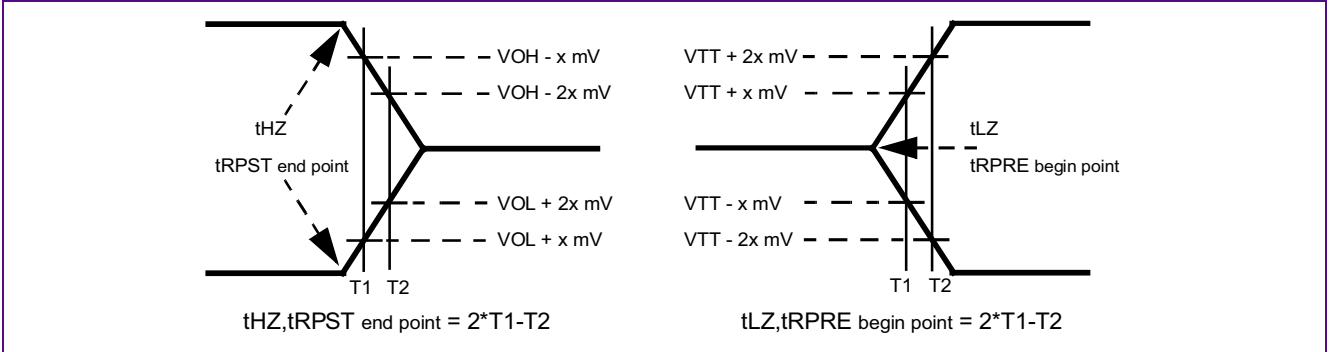 VOH - x mV
VOH - 2x mV
tHZ
tRPST end point
VOL + 2x mV
VOL + x mV
T1 T2
tHZ,tRPST end point = 2*T1-T2
VTT + 2x mV
VTT + x mV
tLZ
tRPRE begin point
VTT - x mV
VTT - 2x mV
T1 T2
tLZ,tRPRE begin point = 2*T1-T2